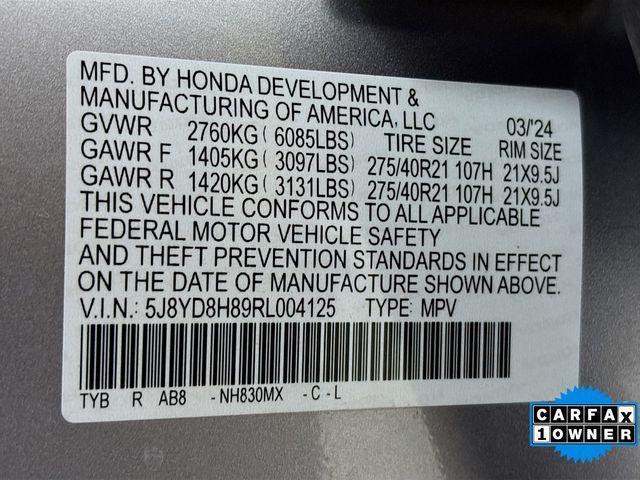 MFD. BY HONDA DEVELOPMENT &
MANUFACTURING OF AMERICA, LLC 03/'24
GVWR 2760KG ( 6085LBS) TIRE SIZE RIM SIZE
GAWR F 1405KG ( 3097LBS) 275/40R21 107H 21X9.5J
GAWR R 1420KG ( 3131LBS) 275/40R21 107H 21X9.5J
THIS VEHICLE CONFORMS TO ALL APPLICABLE
FEDERAL MOTOR VEHICLE SAFETY
AND THEFT PREVENTION STANDARDS IN EFFECT
ON THE DATE OF MANUFACTURE SHOWN ABOVE.
V.I.N.: 5J8YD8H89RL004125 TYPE: MPV
TYB R AB8 -NH830MX -C-L
CARFAX
1 OWNER